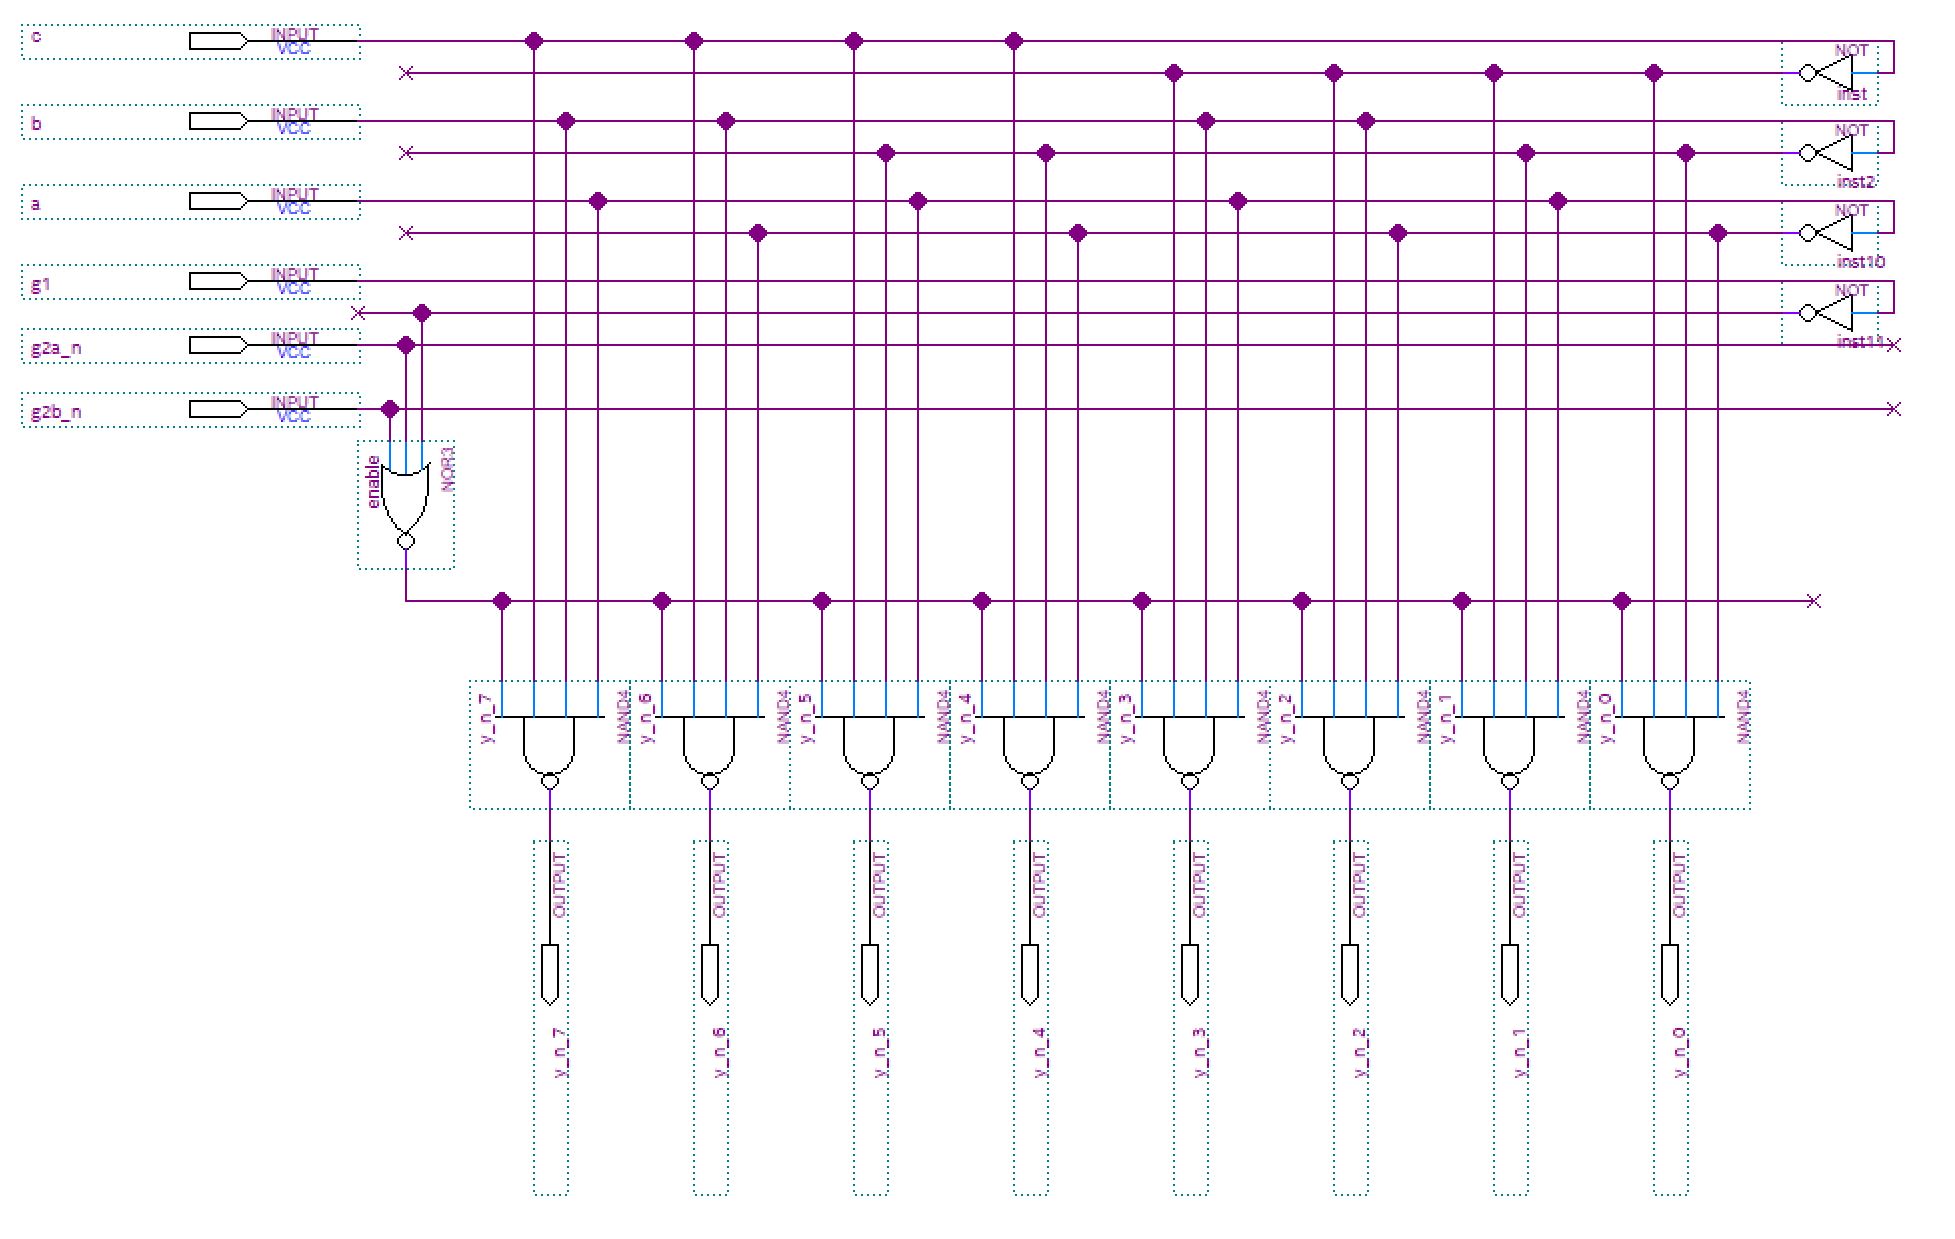 c INPUT VCC
NOT
inst
b INPUT VCC
NOT
inst2
a INPUT VCC
NOT
inst10
g1 INPUT VCC
NOT
inst11
g2a_n INPUT VCC
g2b_n INPUT VCC
enable NOR3
y_n_7 NAND4 y_n_6 NAND4 y_n_5 NAND4 y_n_4 NAND4 y_n_3 NAND4 y_n_2 NAND4 y_n_1 NAND4 y_n_0 NAND4
OUTPUT OUTPUT OUTPUT OUTPUT OUTPUT OUTPUT OUTPUT OUTPUT
y_n_7 y_n_6 y_n_5 y_n_4 y_n_3 y_n_2 y_n_1 y_n_0